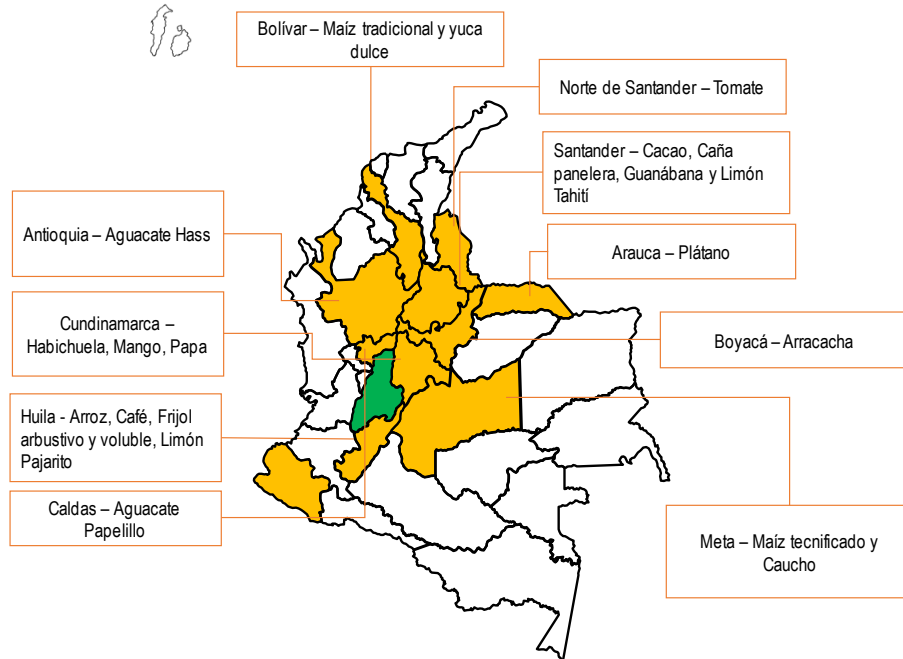 Bolívar – Maíz tradicional y yuca
dulce
Norte de Santander – Tomate
Santander – Cacao, Caña
panelera, Guanábana y Limón
Tahití
Antioquia – Aguacate Hass
Arauca – Plátano
Cundinamarca –
Habichuela, Mango, Papa
Boyacá – Arracacha
Huila - Arroz, Café, Frijol
arbustivo y voluble, Limón
Pajarito
Caldas – Aguacate
Papelillo
Meta – Maíz tecnificado y
Caucho